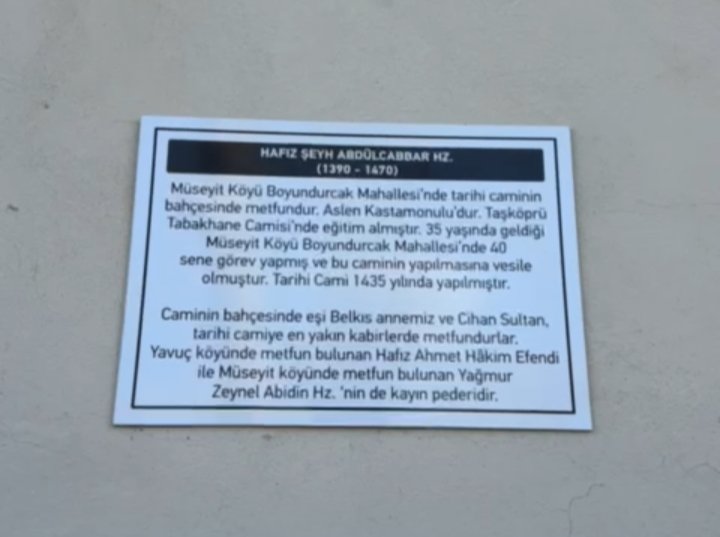 HAFIZ ŞEYH ABDÜLCABBAR HZ.
(1390 - 1470)
Müseyit Köyü Boyundurcak Mahallesi'nde tarihi caminin
bahçesinde metfundur. Aslen Kastamonulu'dur. Taşköprü
Tabakhane Camisi'nde eğitim almıştır. 35 yaşında geldiği
Müseyit Köyü Boyundurcak Mahallesi'nde 40
sene görev yapmış ve bu caminin yapılmasına vesile
olmuştur. Tarihi Cami 1435 yılında yapılmıştır.
Caminin bahçesinde eşi Belkıs annemiz ve Cihan Sultan,
tarihi camiye en yakın kabirlerde metfundurlar.
Yavuç köyünde metfun bulunan Hafız Ahmet Hâkim Efendi
ile Müseyit köyünde metfun bulunan Yağmur
Zeynel Abidin Hz. 'nin de kayın pederidir.